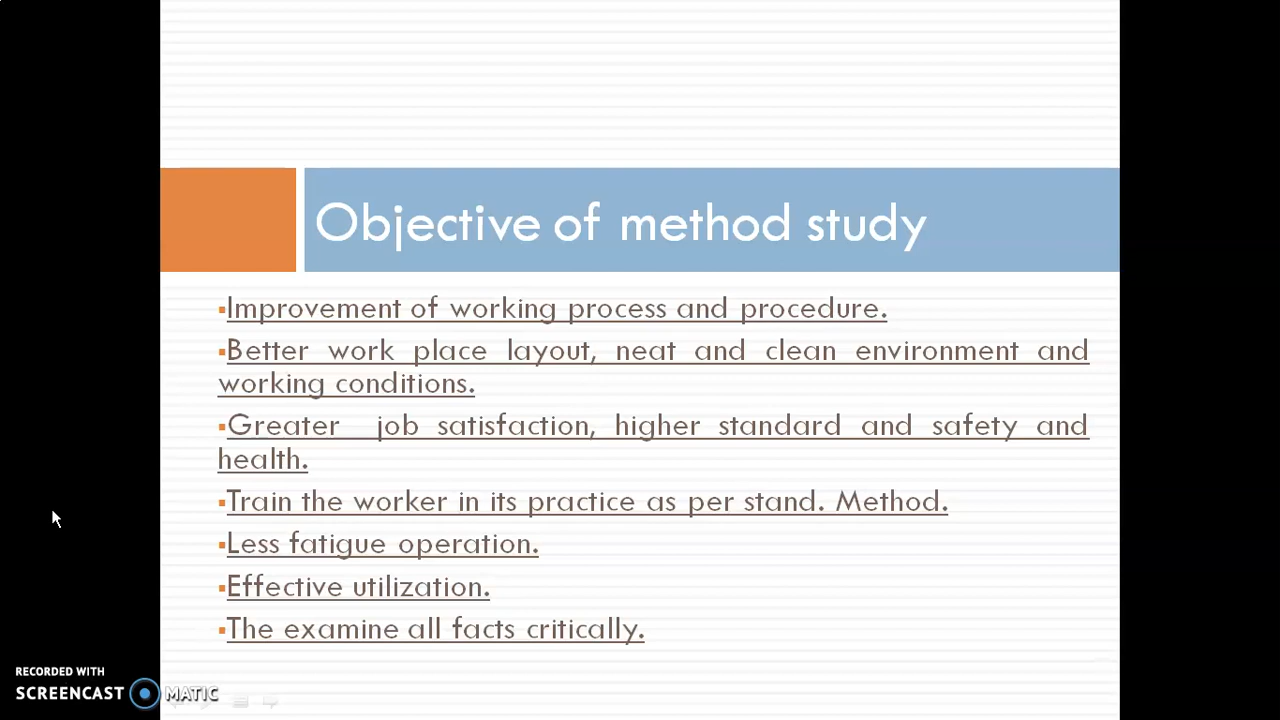 Objective of method study
▪Improvement of working process and procedure.
▪Better work place layout, neat and clean environment and
working conditions.
▪Greater job satisfaction, higher standard and safety and
health.
▪Train the worker in its practice as per stand. Method.
▪Less fatigue operation.
▪Effective utilization.
▪The examine all facts critically.
RECORDED WITH
SCREENCAST MATIC